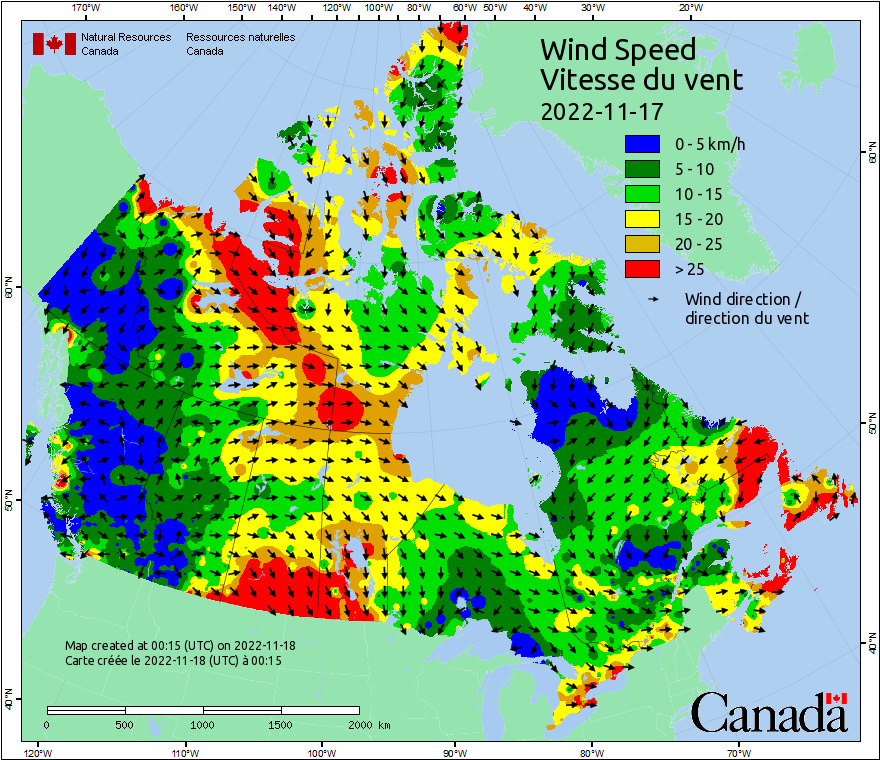 170°W 160°W 150°W 140°W 130°W 120°W 110°W 100°W 90°W 80°W 70°W 60°W 50°W 40°W 30°W 20°W
Natural Resources Canada
Ressources naturelles Canada
Wind Speed
Vitesse du vent
2022-11-17
0 - 5 km/h
5 - 10
10 - 15
15 - 20
20 - 25
> 25
Wind direction /
direction du vent
60°N
60°N
50°N
50°N
40°N
40°N
Map created at 00:15 (UTC) on 2022-11-18
Carte créée le 2022-11-18 (UTC) à 00:15
0 500 1000 1500 2000 km
Canada
120°W 110°W 100°W 90°W 80°W 70°W